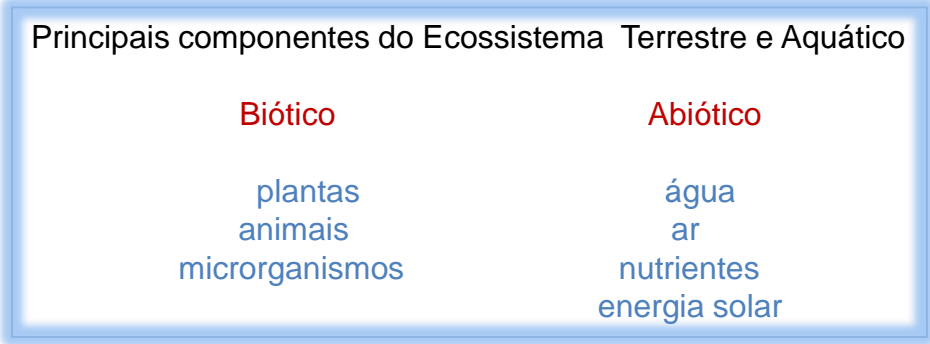 Principais componentes do Ecossistema Terrestre e Aquático
Biótico Abiótico
plantas água
animais ar
microrganismos nutrientes
energia solar